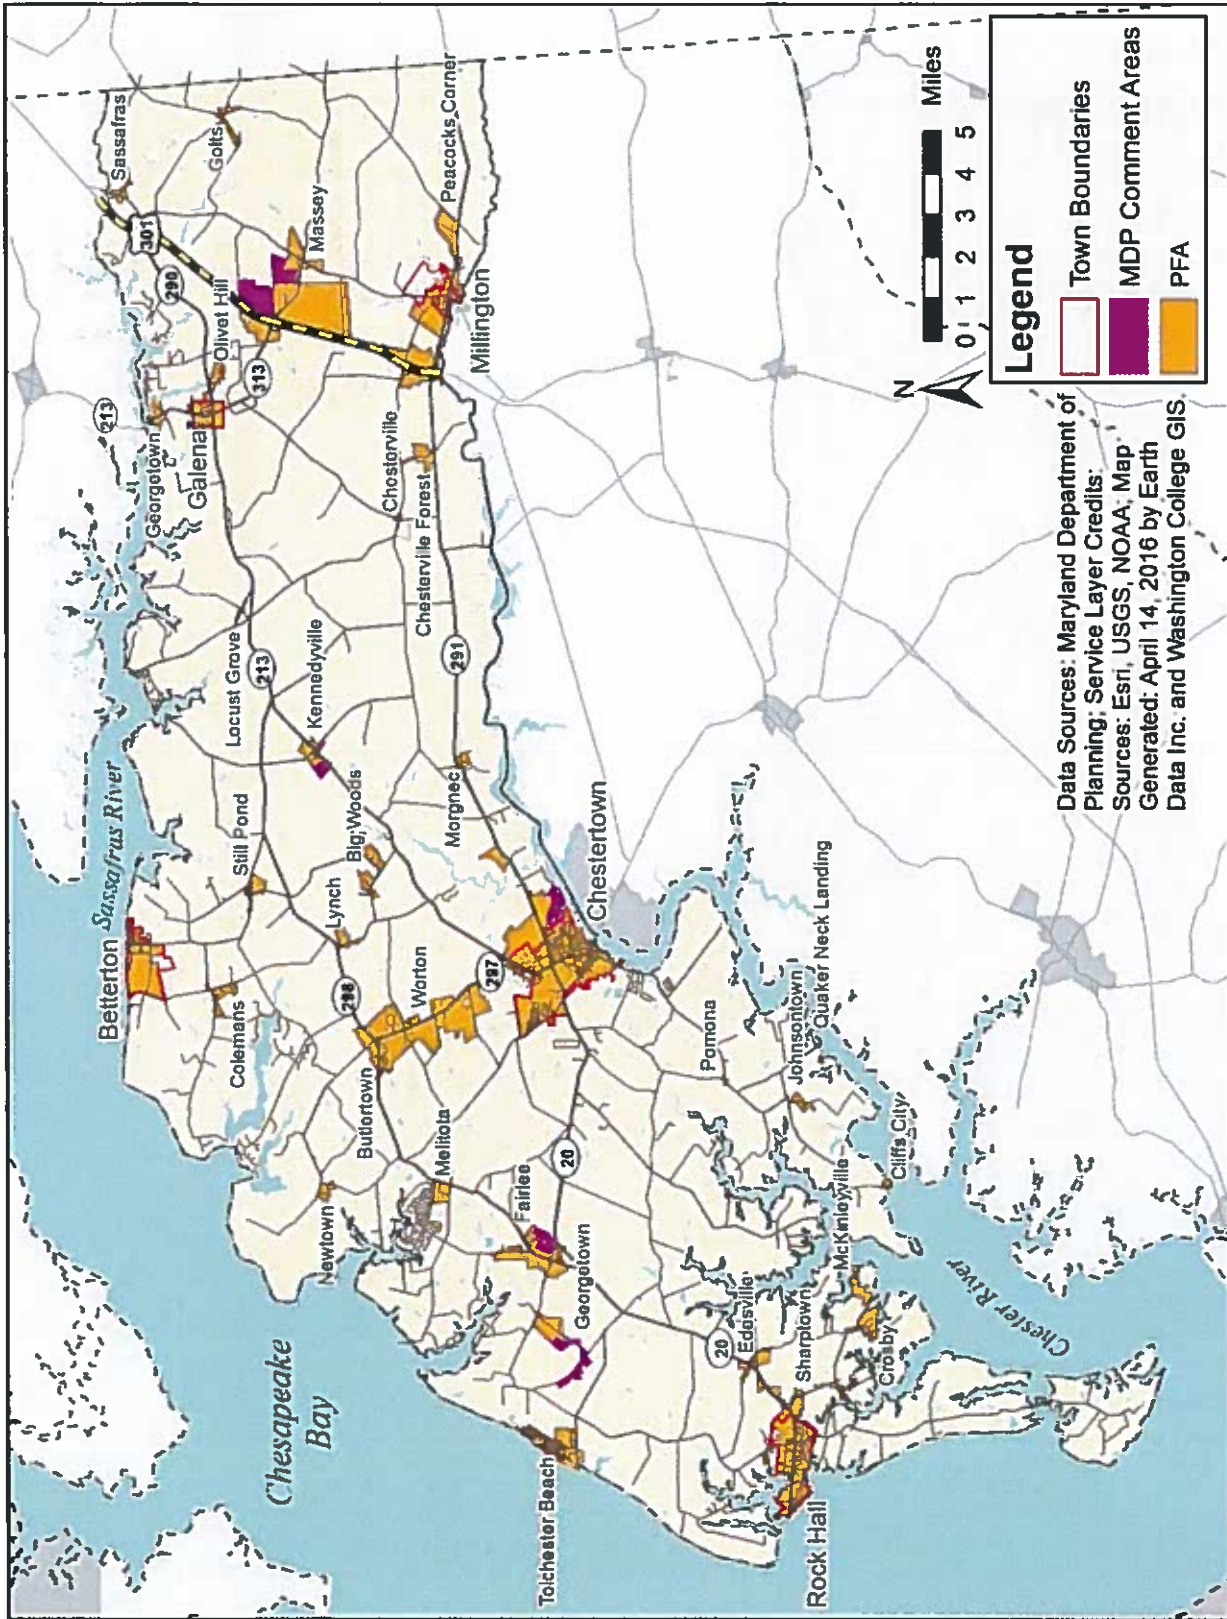 Sassafras
Golts
301
290
Massey
Peacocks Corner
Olivet Hill
313
Millington
213
Georgetown
Galena
Chesterville
Chesterville Forest
Locust Grove
213
Kennedyville
291
Sassafras River
Still Pond
Big Woods
Morgnec
Betterton
Lynch
Chestertown
Colemans
298
Worton
297
Butlertown
Quaker Neck Landing
Pomona
Johnsontown
Newtown
Melitota
Fairlee
20
Cliffs City
McKinleyville
Georgetown
Chesapeake
Bay
20
Edesville
Sharptown
Crosby
Chester River
Tolchester Beach
Rock Hall
N
0 1 2 3 4 5
Miles
Legend
Town Boundaries
MDP Comment Areas
PFA
Data Sources: Maryland Department of
Planning; Service Layer Credits:
Sources: Esri, USGS, NOAA; Map
Generated: April 14, 2016 by Earth
Data Inc. and Washington College GIS.